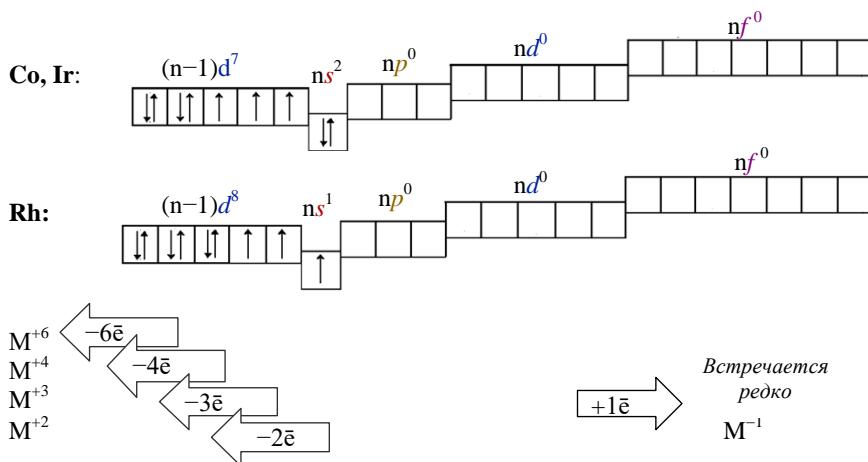 (n−1)d⁷ ns² np⁰ nd⁰ nf⁰
Co, Ir:
(n−1)d⁸ ns¹ np⁰ nd⁰ nf⁰
Rh:
M⁺⁶ −6ē
M⁺⁴ −4ē
M⁺³ −3ē
M⁺² −2ē
+1ē
Встречается
редко
M⁻¹